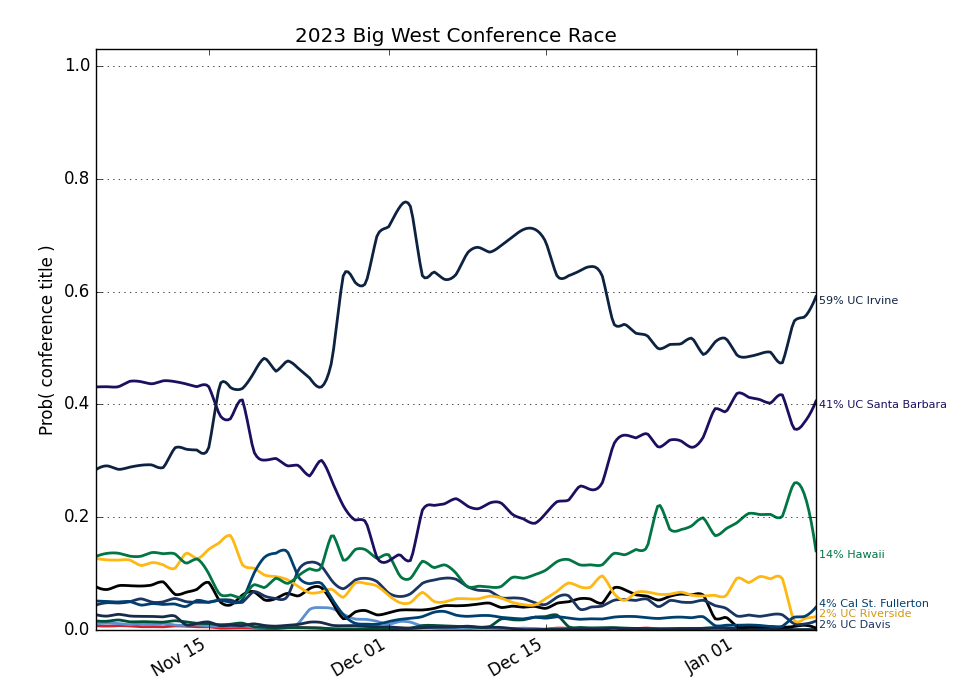 2023 Big West Conference Race
Prob( conference title )
1.0
0.8
0.6
0.4
0.2
0.0
59% UC Irvine
41% UC Santa Barbara
14% Hawaii
4% Cal St. Fullerton
2% UC Riverside
2% UC Davis
Nov 15
Dec 01
Dec 15
Jan 01